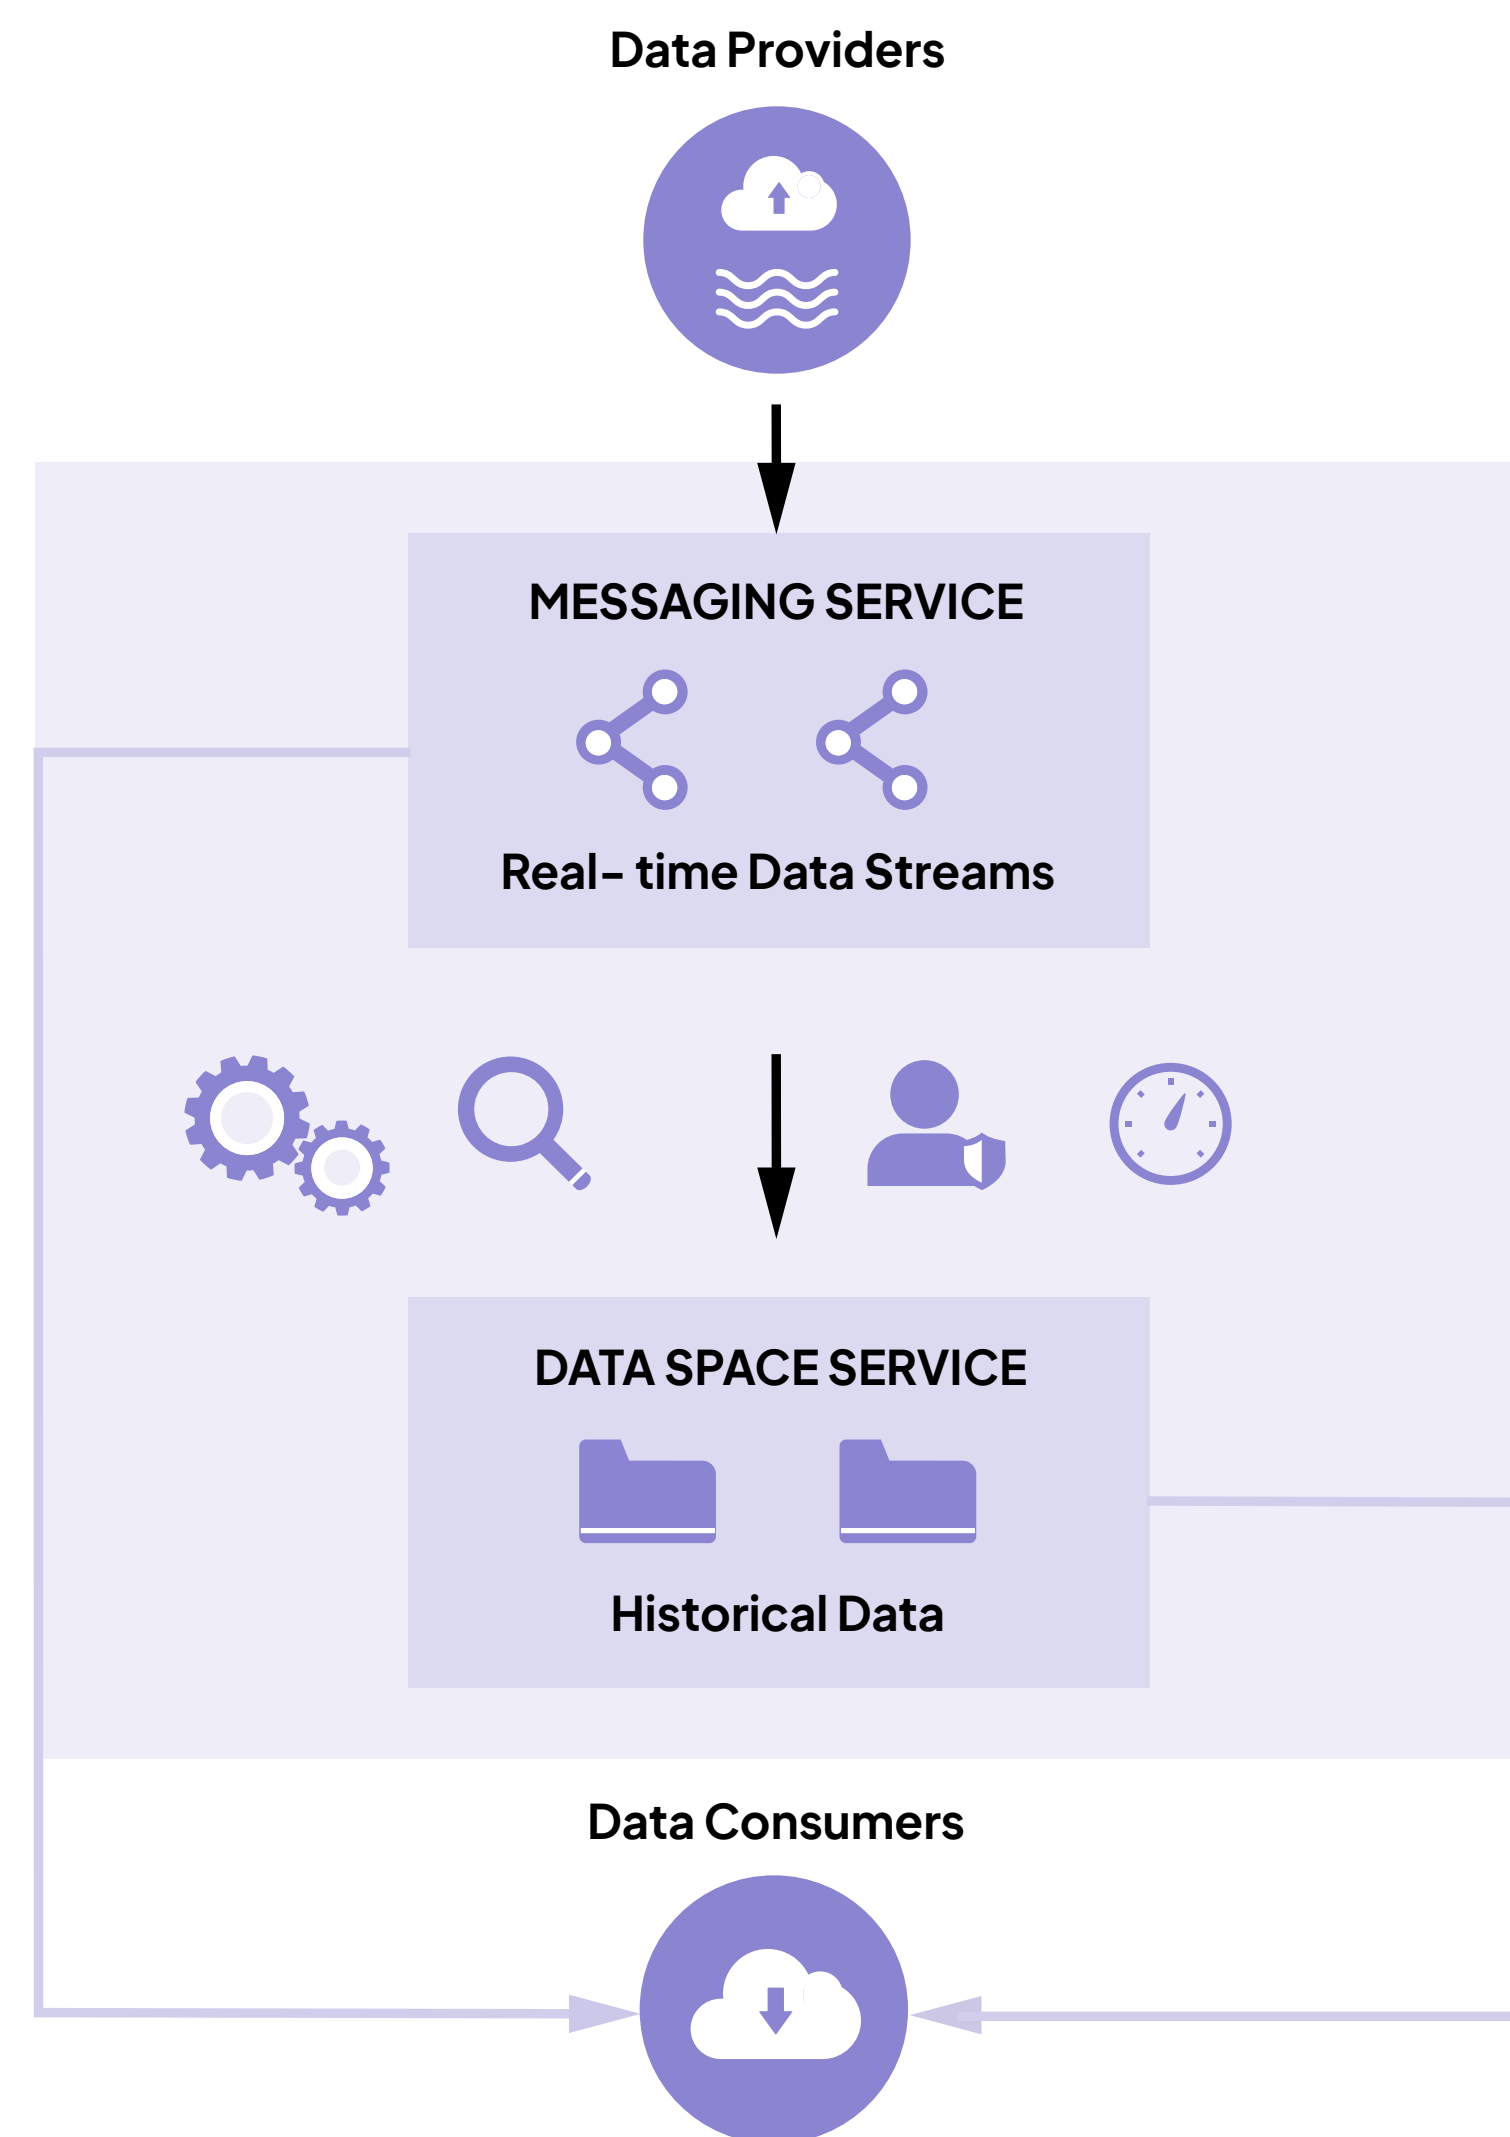 Data Providers
MESSAGING SERVICE
Real- time Data Streams
DATA SPACE SERVICE
Historical Data
Data Consumers